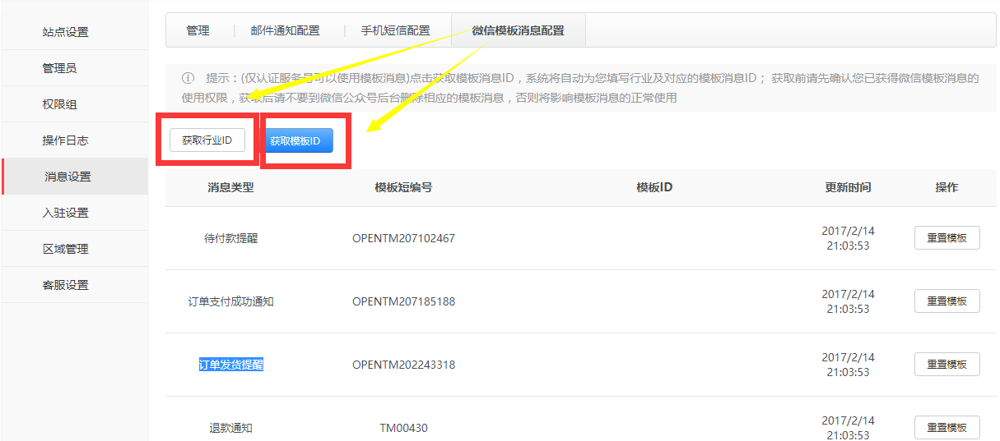 站点设置
管理员
权限组
操作日志
消息设置
入驻设置
区域管理
客服设置
管理 邮件通知配置 手机短信配置 微信模板消息配置
提示：(仅认证服务号可以使用模板消息)点击获取模板消息ID，系统将自动为您填写行业及对应的模板消息ID； 获取前请先确认您已获得微信模板消息的
使用权限，获取后请不要到微信公众号后台删除相应的模板消息，否则将影响模板消息的正常使用
获取行业ID 获取模板ID
消息类型 模板短编号 模板ID 更新时间 操作
待付款提醒 OPENTM207102467 2017/2/14 重置模板
21:03:53
订单支付成功通知 OPENTM207185188 2017/2/14 重置模板
21:03:53
订单发货提醒 OPENTM202243318 2017/2/14 重置模板
21:03:53
退款通知 TM00430 2017/2/14 重置模板
21:03:53